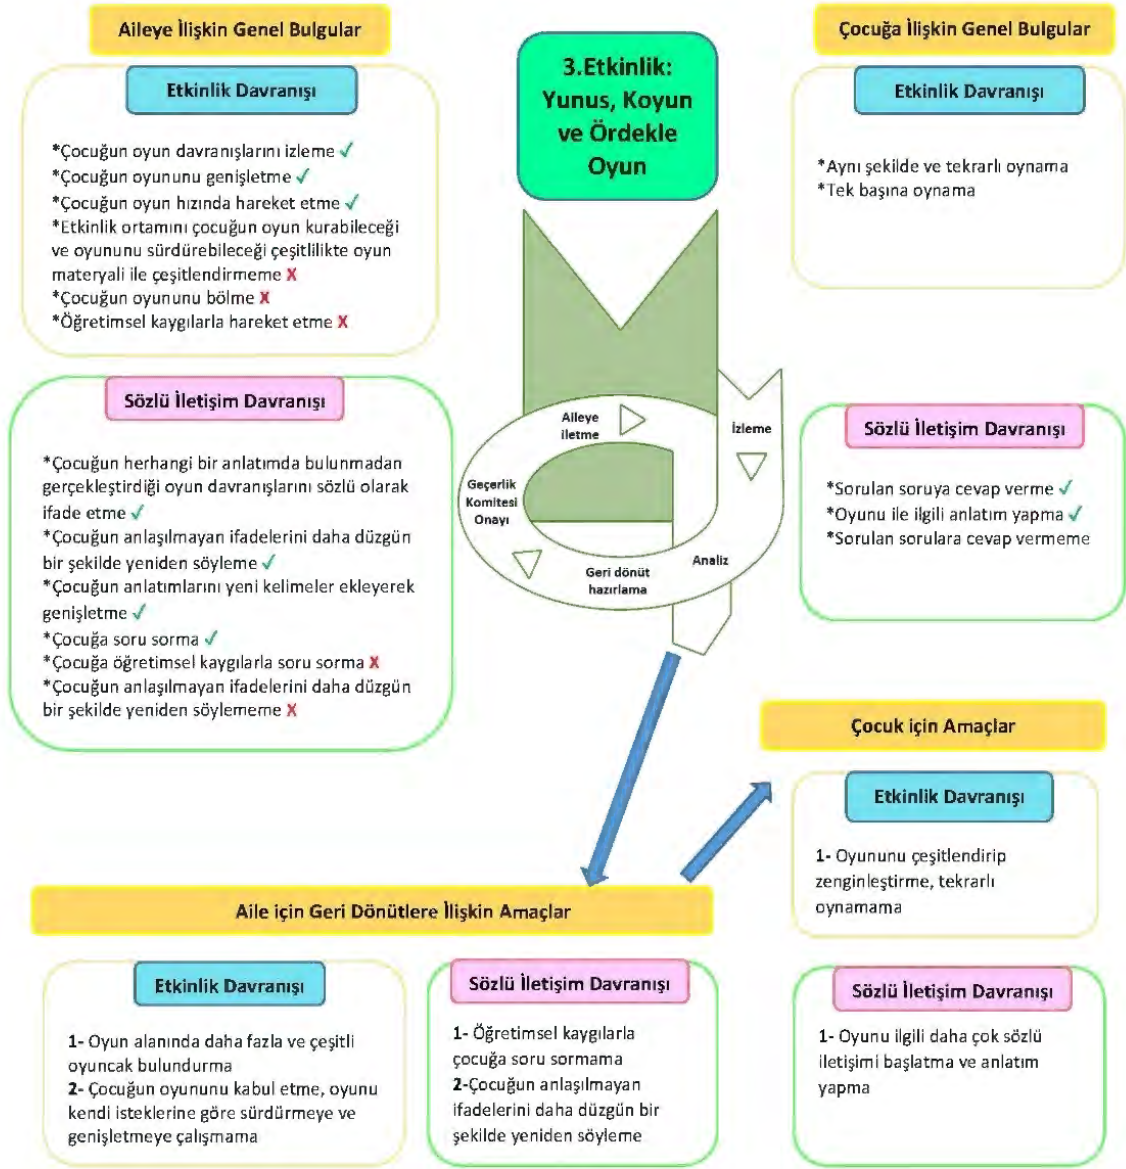 Aileye İlişkin Genel Bulgular
Etkinlik Davranışı
*Çocuğun oyun davranışlarını izleme ✓
*Çocuğun oyununu genişletme ✓
*Çocuğun oyun hızında hareket etme ✓
*Etkinlik ortamını çocuğun oyun kurabileceği
ve oyununu sürdürebileceği çeşitlilikte oyun
materyali ile çeşitlendirmeme X
*Çocuğun oyununu bölme X
*Öğretimsel kaygılarla hareket etme X
Sözlü İletişim Davranışı
*Çocuğun herhangi bir anlatımda bulunmadan
gerçekleştirdiği oyun davranışlarını sözlü olarak
ifade etme ✓
*Çocuğun anlaşılmayan ifadelerini daha düzgün
bir şekilde yeniden söyleme ✓
*Çocuğun anlatımlarını yeni kelimeler ekleyerek
genişletme ✓
*Çocuğa soru sorma ✓
*Çocuğa öğretimsel kaygılarla soru sorma X
*Çocuğun anlaşılmayan ifadelerini daha düzgün
bir şekilde yeniden söylememe X
3.Etkinlik:
Yunus, Koyun
ve Ördekle
Oyun
Aileye
iletme
İzleme
Geçerlik
Komitesi
Onayı
Analiz
Geri dönüt
hazırlama
Çocuğa İlişkin Genel Bulgular
Etkinlik Davranışı
*Aynı şekilde ve tekrarlı oynama
*Tek başına oynama
Sözlü İletişim Davranışı
*Sorulan soruya cevap verme ✓
*Oyunu ile ilgili anlatım yapma ✓
*Sorulan sorulara cevap vermeme
Aile için Geri Dönütlere İlişkin Amaçlar
Etkinlik Davranışı
1- Oyun alanında daha fazla ve çeşitli
oyuncak bulundurma
2- Çocuğun oyununu kabul etme, oyunu
kendi isteklerine göre sürdürmeye ve
genişletmeye çalışmama
Sözlü İletişim Davranışı
1- Öğretimsel kaygılarla
çocuğa soru sormama
2-Çocuğun anlaşılmayan
ifadelerini daha düzgün bir
şekilde yeniden söyleme
Çocuk için Amaçlar
Etkinlik Davranışı
1- Oyununu çeşitlendirip
zenginleştirme, tekrarlı
oynamama
Sözlü İletişim Davranışı
1- Oyunu ilgili daha çok sözlü
iletişimi başlatma ve anlatım
yapma